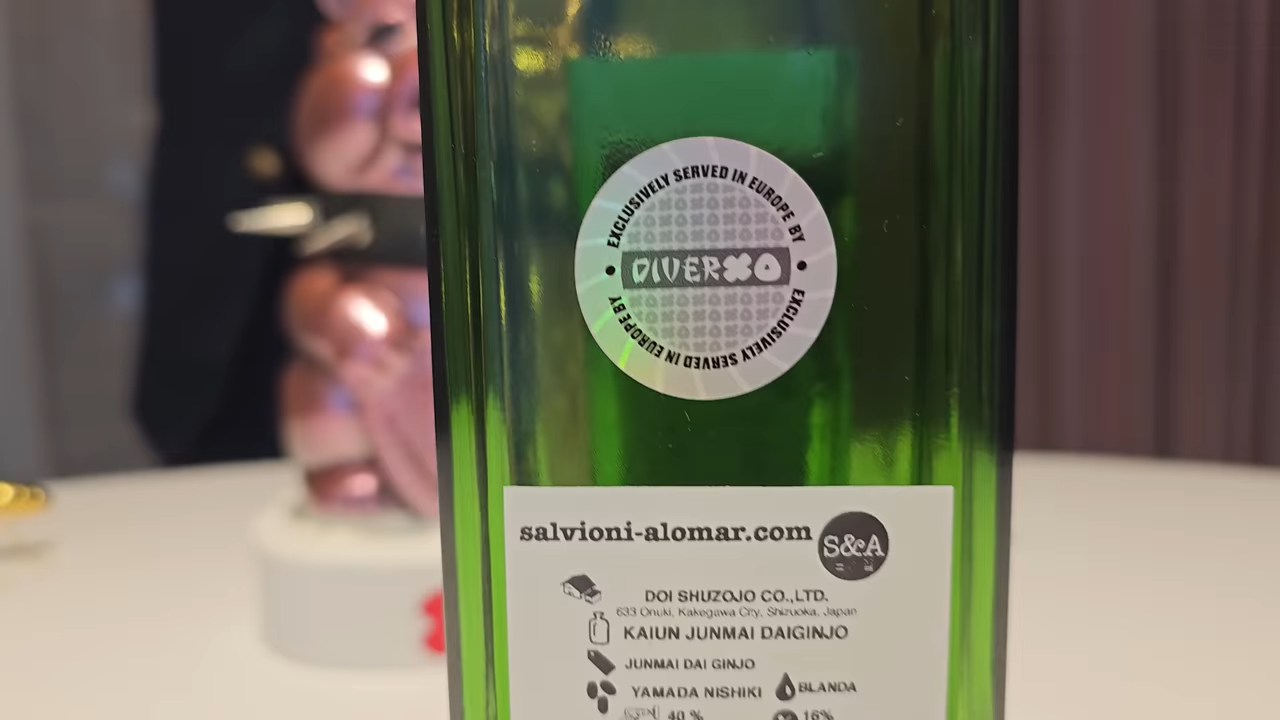 EXCLUSIVELY SERVED IN EUROPE BY
DIVERXO
EXCLUSIVELY SERVED IN EUROPE BY
salvioni-alomar.com
S&A
DOI SHUZOJO CO.,LTD.
633 Onuki, Kakegawa City, Shizuoka, Japan
KAIUN JUNMAI DAIGINJO
JUNMAI DAI GINJO
YAMADA NISHIKI BLANDA
40 % 16%